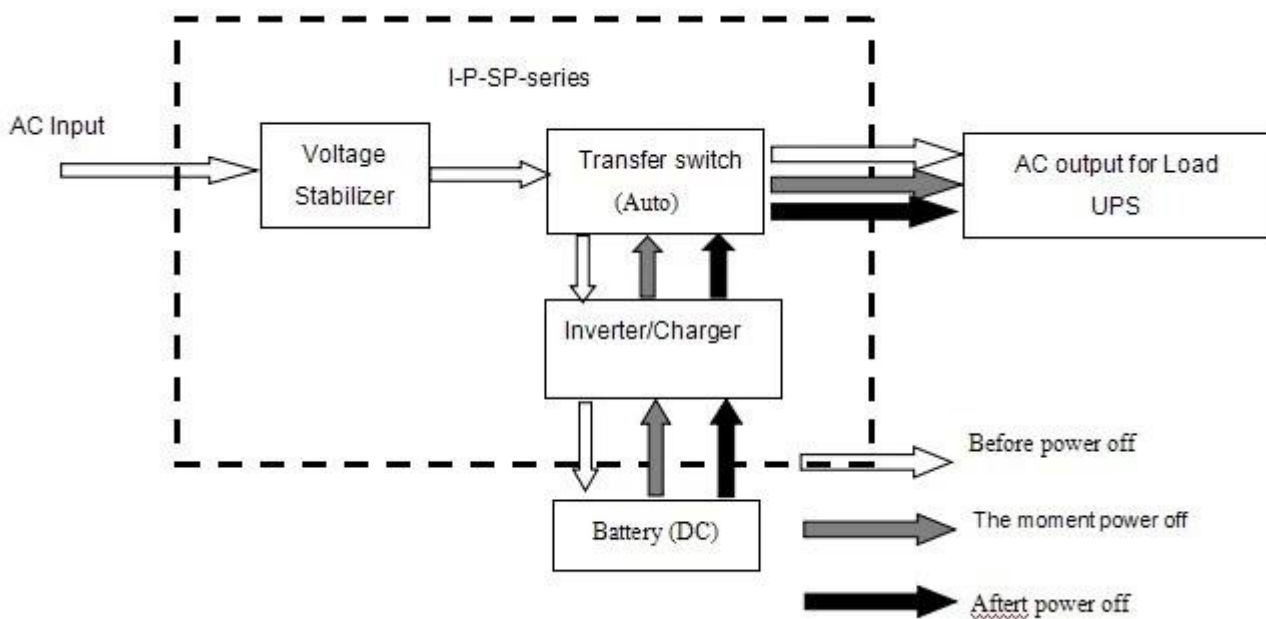 I-P-SP-series
AC Input
Voltage
Stabilizer
Transfer switch
(Auto)
AC output for Load
UPS
Inverter/Charger
Battery (DC)
Before power off
The moment power off
Aftert power off